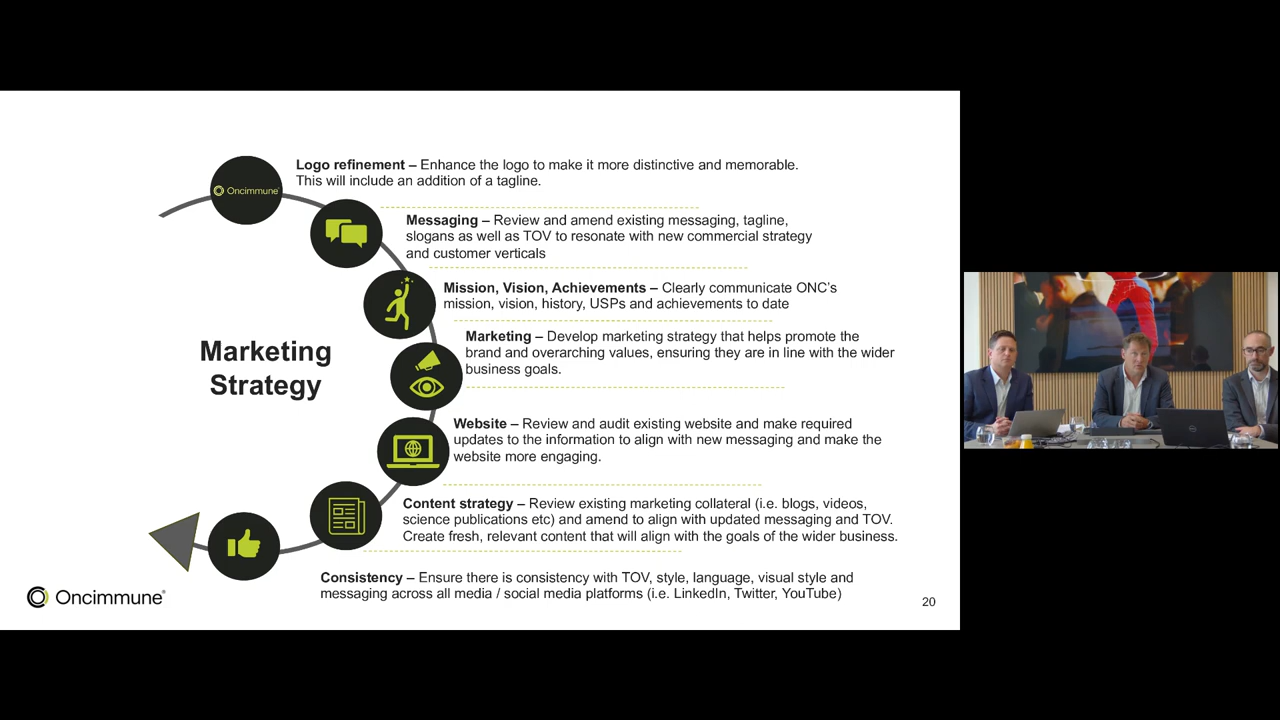 Logo refinement – Enhance the logo to make it more distinctive and memorable.
This will include an addition of a tagline.
Oncimmune
Messaging – Review and amend existing messaging, tagline,
slogans as well as TOV to resonate with new commercial strategy
and customer verticals
Mission, Vision, Achievements – Clearly communicate ONC's
mission, vision, history, USPs and achievements to date
Marketing
Strategy
Marketing – Develop marketing strategy that helps promote the
brand and overarching values, ensuring they are in line with the wider
business goals.
Website – Review and audit existing website and make required
updates to the information to align with new messaging and make the
website more engaging.
Content strategy – Review existing marketing collateral (i.e. blogs, videos,
science publications etc) and amend to align with updated messaging and TOV.
Create fresh, relevant content that will align with the goals of the wider business.
Consistency – Ensure there is consistency with TOV, style, language, visual style and
messaging across all media / social media platforms (i.e. LinkedIn, Twitter, YouTube)
Oncimmune®
20